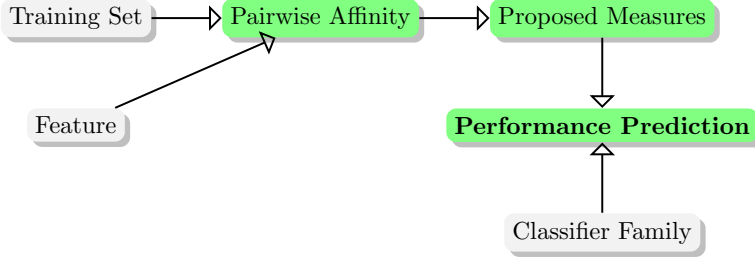 Training Set
Pairwise Affinity
Proposed Measures
Feature
Performance Prediction
Classifier Family